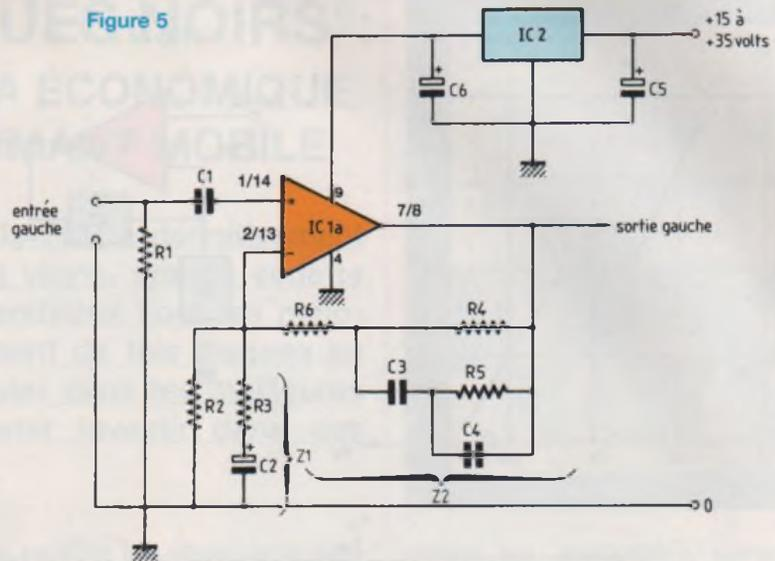 Figure 5
IC 2
+15 à
+35 volts
C6
C5
C1
1/14
entrée
gauche
R1
2/13
+
-
IC 1a
9
4
7/8
sortie gauche
R6
R4
C3
R5
C4
R2
R3
C2
Z1
Z2
0